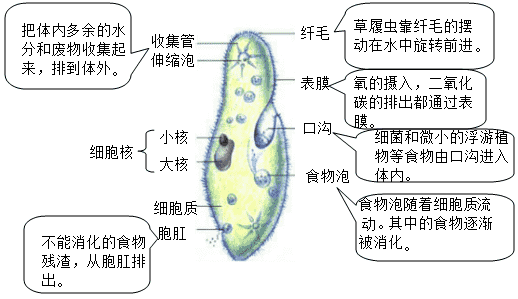 把体内多余的水
分和废物收集起
来，排到体外。
收集管
伸缩泡
纤毛
草履虫靠纤毛的摆
动在水中旋转前进。
表膜
氧的摄入，二氧化
碳的排出都通过表
膜。
口沟
细菌和微小的浮游植
物等食物由口沟进入
体内。
细胞核
小核
大核
食物泡
食物泡随着细胞质流
动。其中的食物逐渐
被消化。
细胞质
胞肛
不能消化的食物
残渣，从胞肛排
出。